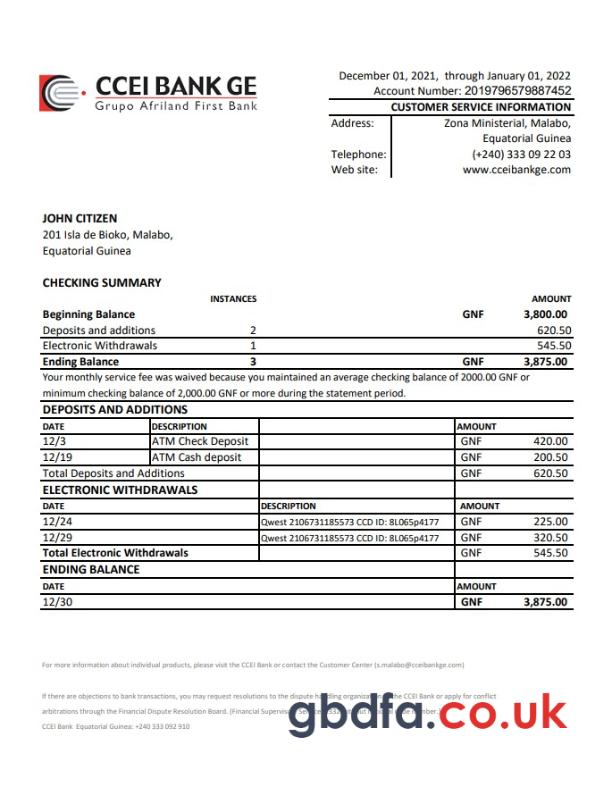 CCEI BANK GE
Grupo Afriland First Bank
December 01, 2021, through January 01, 2022
Account Number: 2019796579887452
CUSTOMER SERVICE INFORMATION
Address: Zona Ministerial, Malabo,
Equatorial Guinea
Telephone: (+240) 333 09 22 03
Web site: www.cceibankge.com
JOHN CITIZEN
201 Isla de Bioko, Malabo,
Equatorial Guinea
CHECKING SUMMARY
INSTANCES AMOUNT
Beginning Balance GNF 3,800.00
Deposits and additions 2 620.50
Electronic Withdrawals 1 545.50
Ending Balance 3 GNF 3,875.00
Your monthly service fee was waived because you maintained an average checking balance of 2000.00 GNF or
minimum checking balance of 2,000.00 GNF or more during the statement period.
DEPOSITS AND ADDITIONS
DATE DESCRIPTION AMOUNT
12/3 ATM Check Deposit GNF 420.00
12/19 ATM Cash deposit GNF 200.50
Total Deposits and Additions GNF 620.50
ELECTRONIC WITHDRAWALS
DATE DESCRIPTION AMOUNT
12/24 Qwest 2106731185573 CCD ID: 8L065p4177 GNF 225.00
12/29 Qwest 2106731185573 CCD ID: 8L065p4177 GNF 320.50
Total Electronic Withdrawals GNF 545.50
ENDING BALANCE
DATE AMOUNT
12/30 GNF 3,875.00
For more information about individual products, please visit the CCEI Bank or contact the Customer Center (s.malabo@cceibankge.com)
If there are objections to bank transactions, you may request resolutions to the dispute handling organization the CCEI Bank or apply for conflict
arbitrations through the Financial Dispute Resolution Board. (Financial
CCEI Bank Equatorial Guinea: +240 333 092 910
gbdfa.co.uk